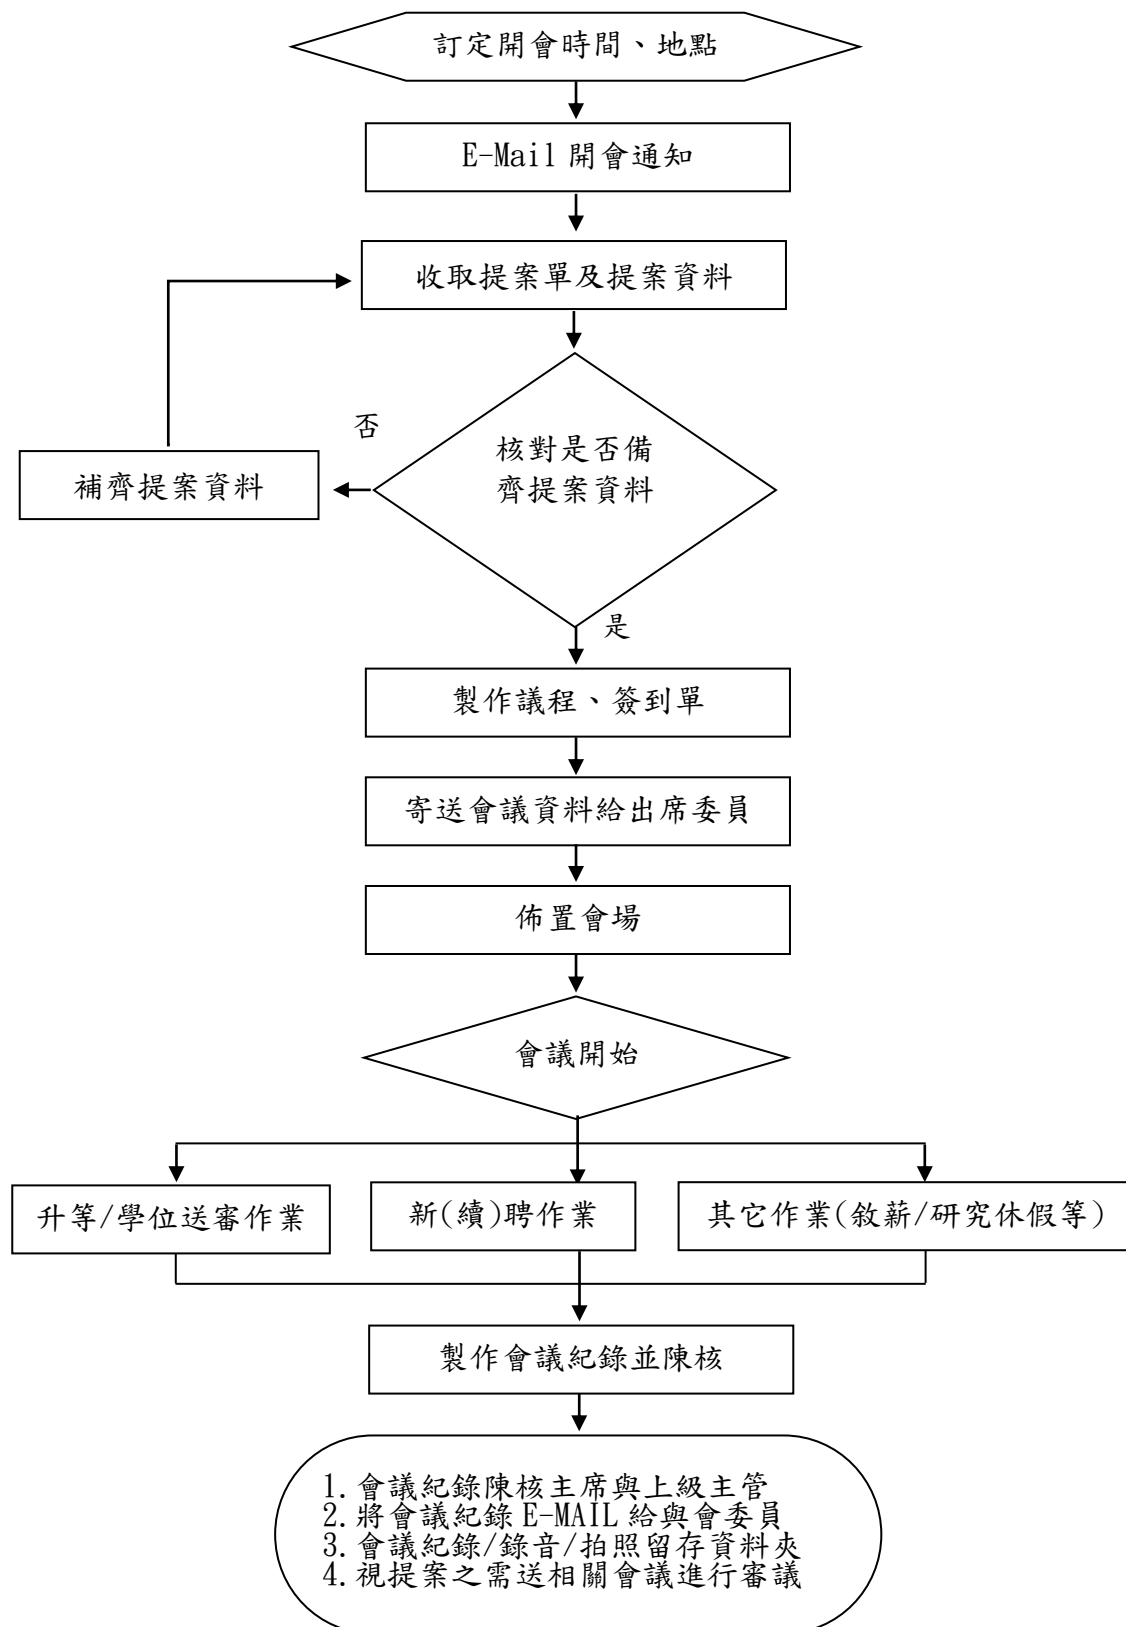 訂定開會時間、地點
E-Mail 開會通知
收取提案單及提案資料
否
核對是否備
齊提案資料
補齊提案資料
是
製作議程、簽到單
寄送會議資料給出席委員
佈置會場
會議開始
升等/學位送審作業
新(續)聘作業
其它作業(敘薪/研究休假等)
製作會議紀錄並陳核
1.會議紀錄陳核主席與上級主管
2.將會議紀錄 E-MAIL 給與會委員
3.會議紀錄/錄音/拍照留存資料夾
4.視提案之需送相關會議進行審議